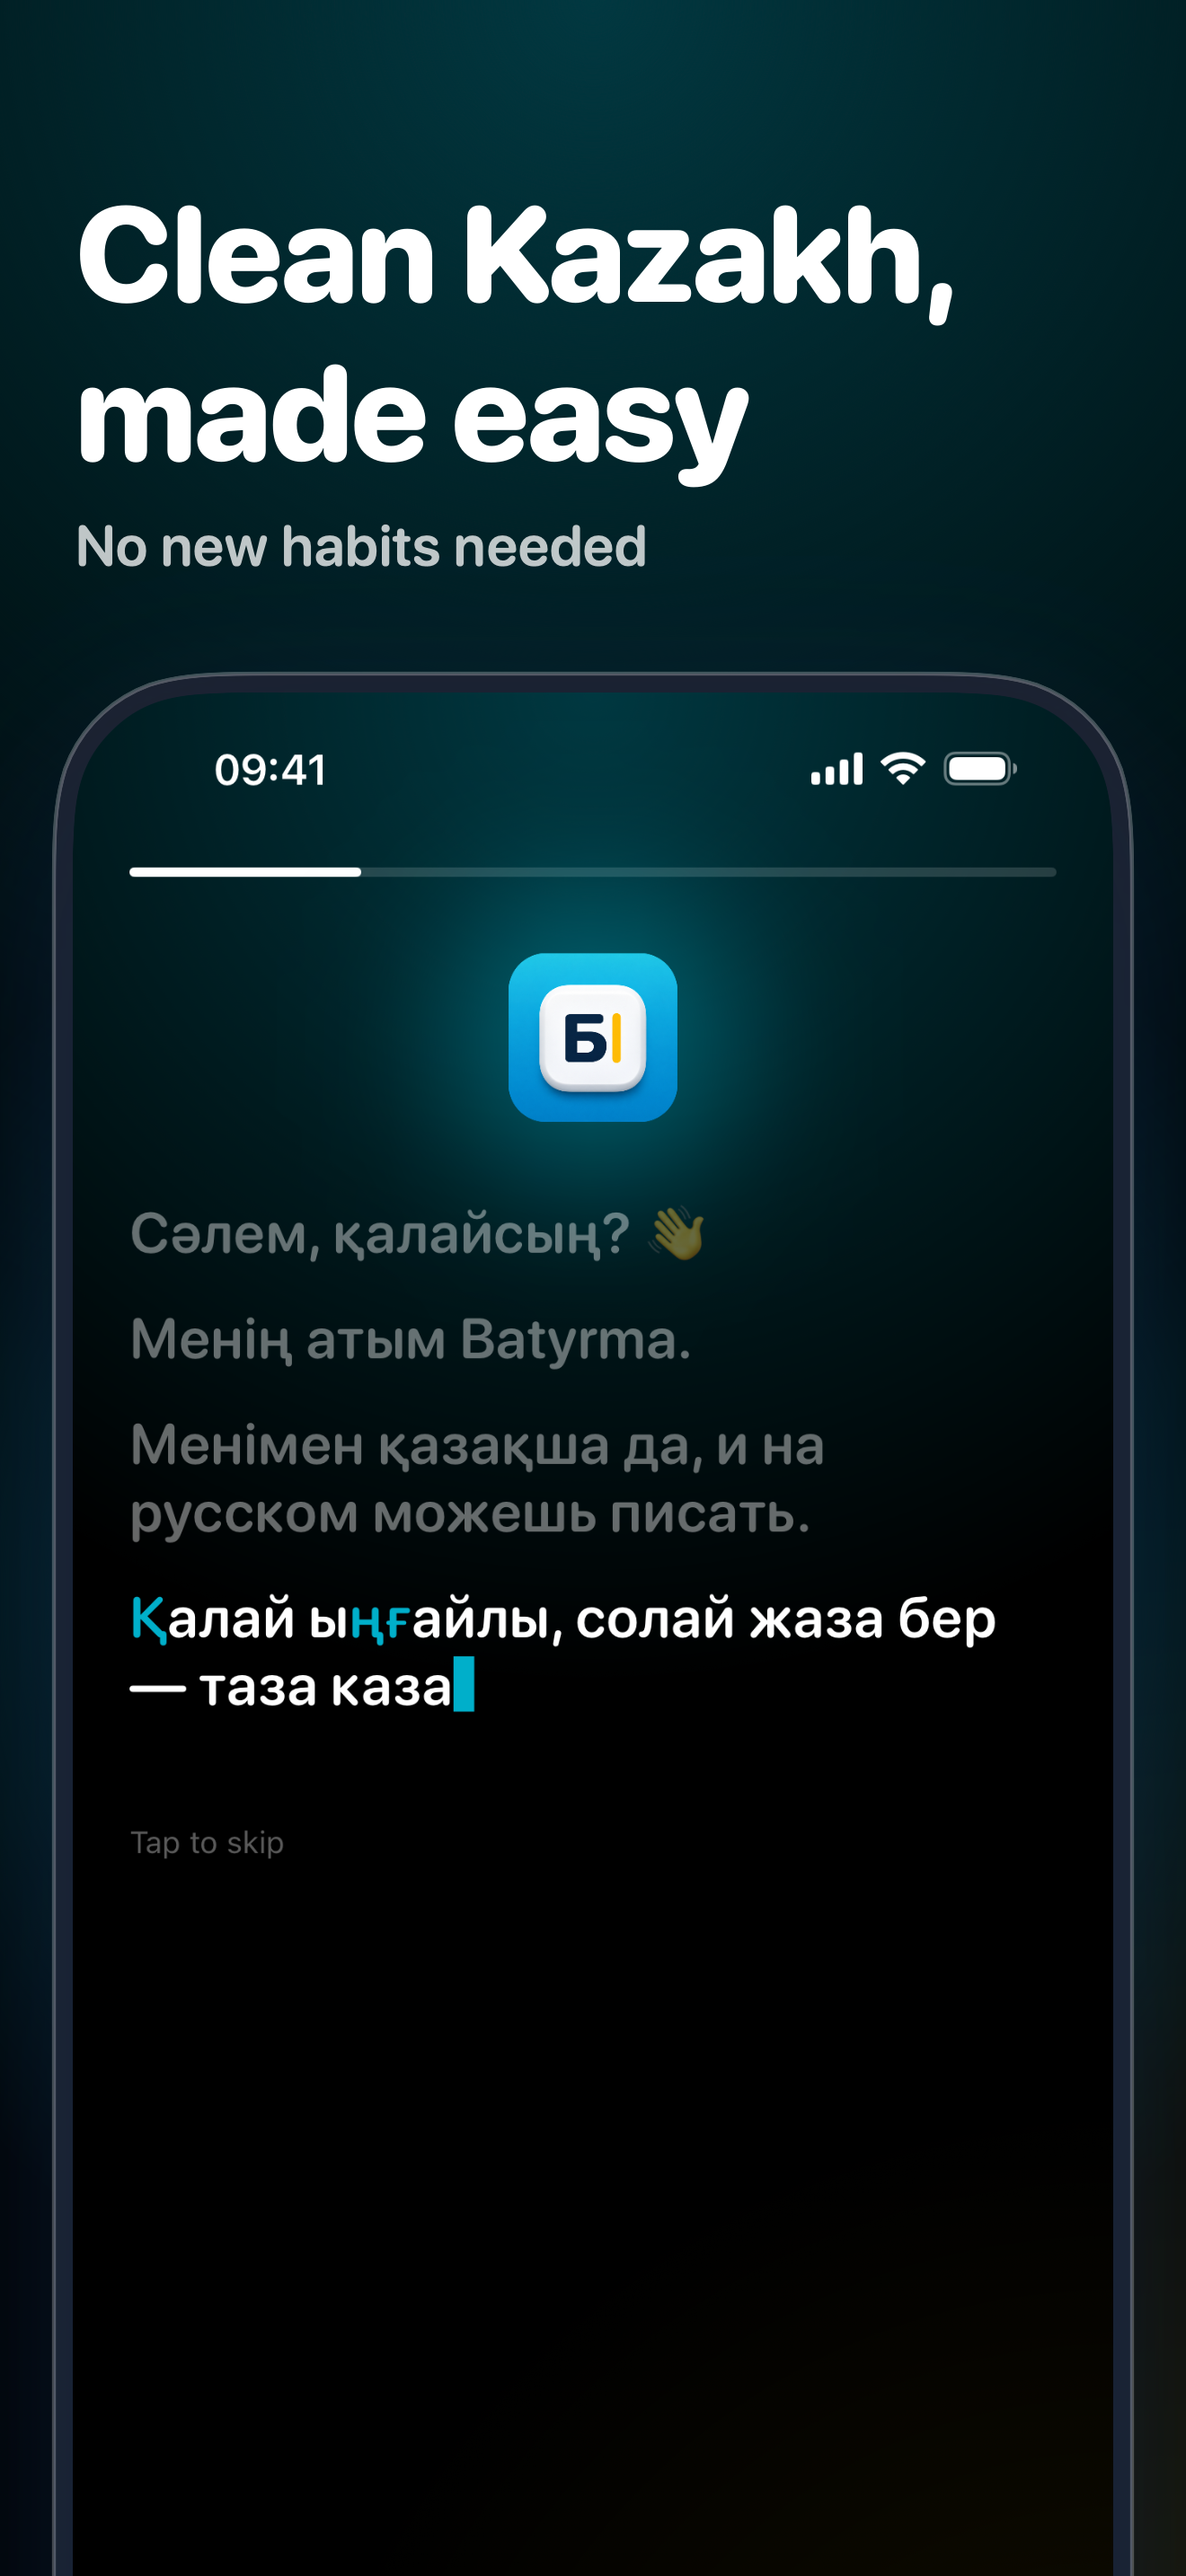 Clean Kazakh,
made easy
No new habits needed
09:41
Б
Сәлем, қалайсың? 👋
Менің атым Batyrma.
Менімен қазақша да, и на
русском можешь писать.
Қалай ыңғайлы, солай жаза бер
— таза каза
Tap to skip